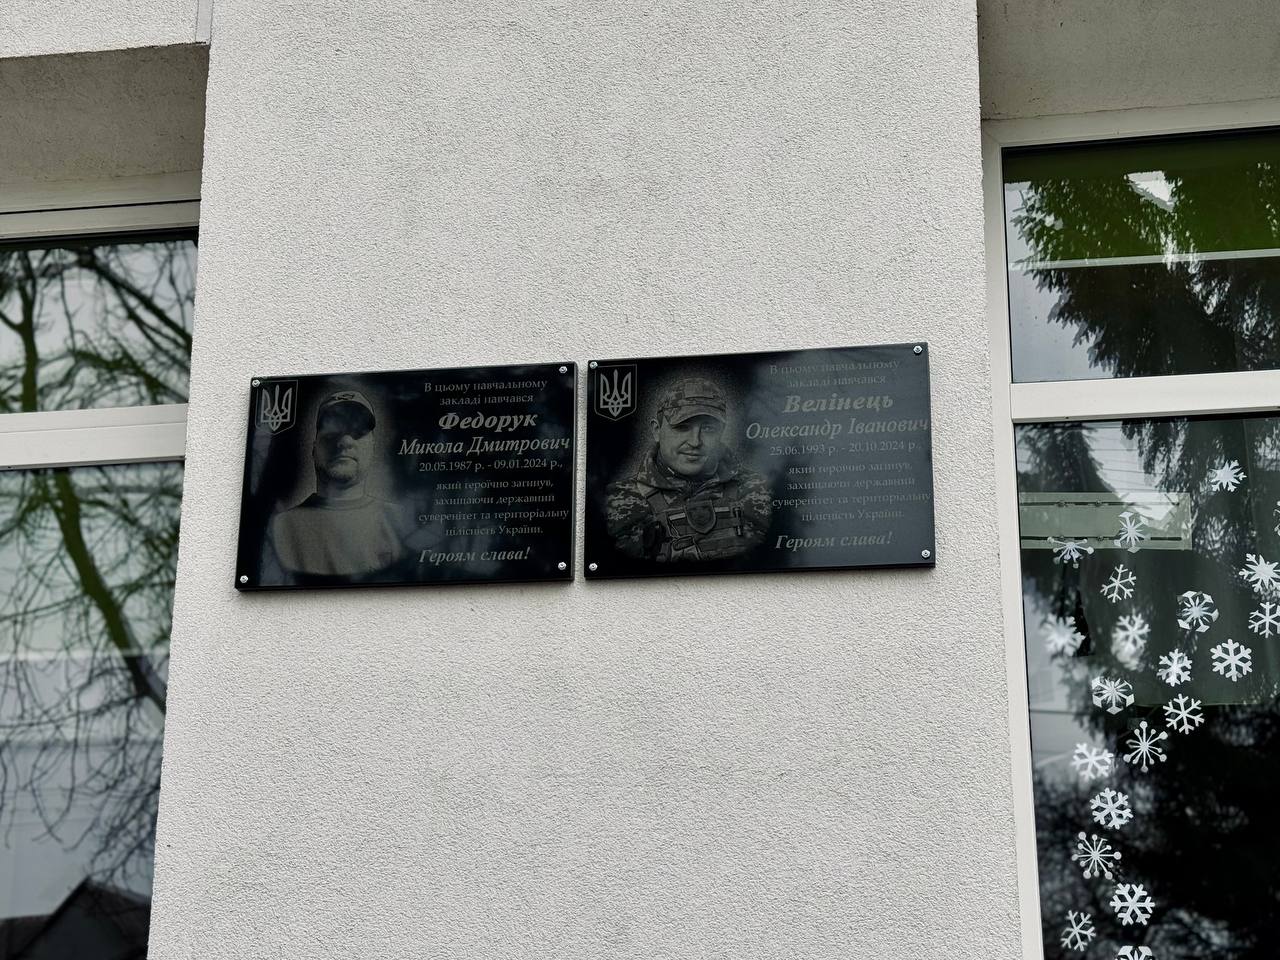 В цьому навчальному
закладі навчався
Федорук
Микола Дмитрович
20.05.1987 р. - 09.01.2024 р.,
який героїчно загинув,
захищаючи державний
суверенітет та територіальну
цілісність України.
Героям слава!
В цьому навчальному
закладі навчався
Велінець
Олександр Іванович
25.06.1993 р. - 20.10.2024 р.,
який героїчно загинув,
захищаючи державний
суверенітет та територіальну
цілісність України.
Героям слава!